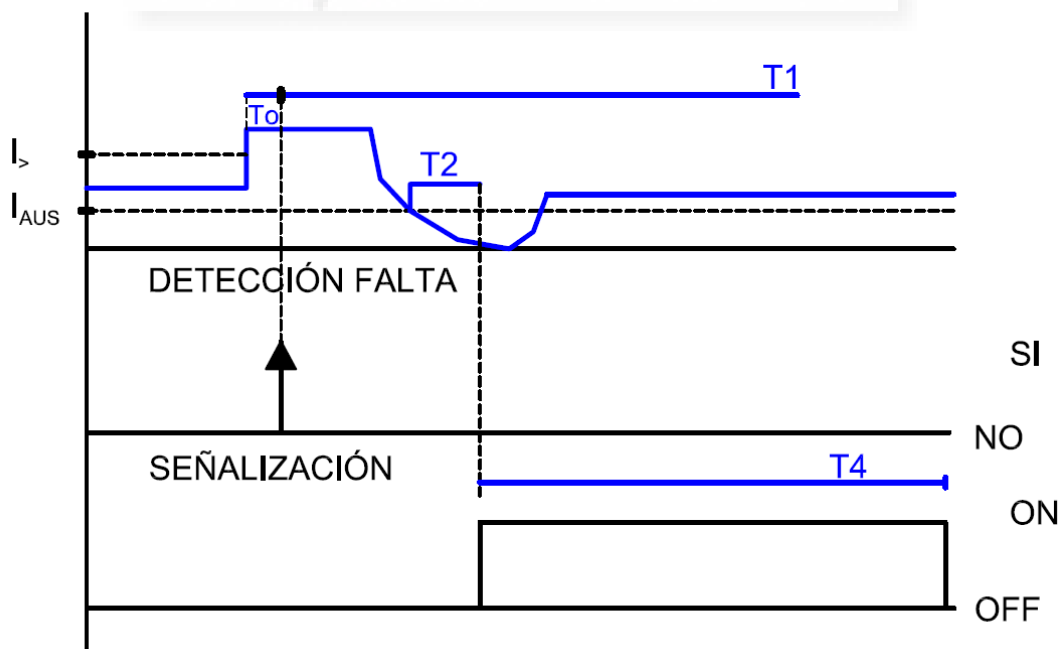 T1
To
I>
T2
IAUS
DETECCIÓN FALTA
SI
NO
SEÑALIZACIÓN
T4
ON
OFF